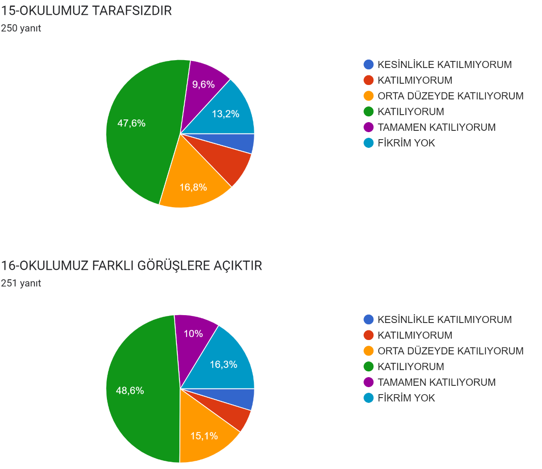 15-OKULUMUZ TARAFSIZDIR
250 yanıt
KESİNLİKLE KATILMIYORUM
KATILMIYORUM
ORTA DÜZEYDE KATILIYORUM
KATILIYORUM
TAMAMEN KATILIYORUM
FİKRİM YOK
9,6%
13,2%
47,6%
16,8%
16-OKULUMUZ FARKLI GÖRÜŞLERE AÇIKTIR
251 yanıt
KESİNLİKLE KATILMIYORUM
KATILMIYORUM
ORTA DÜZEYDE KATILIYORUM
KATILIYORUM
TAMAMEN KATILIYORUM
FİKRİM YOK
10%
16,3%
48,6%
15,1%